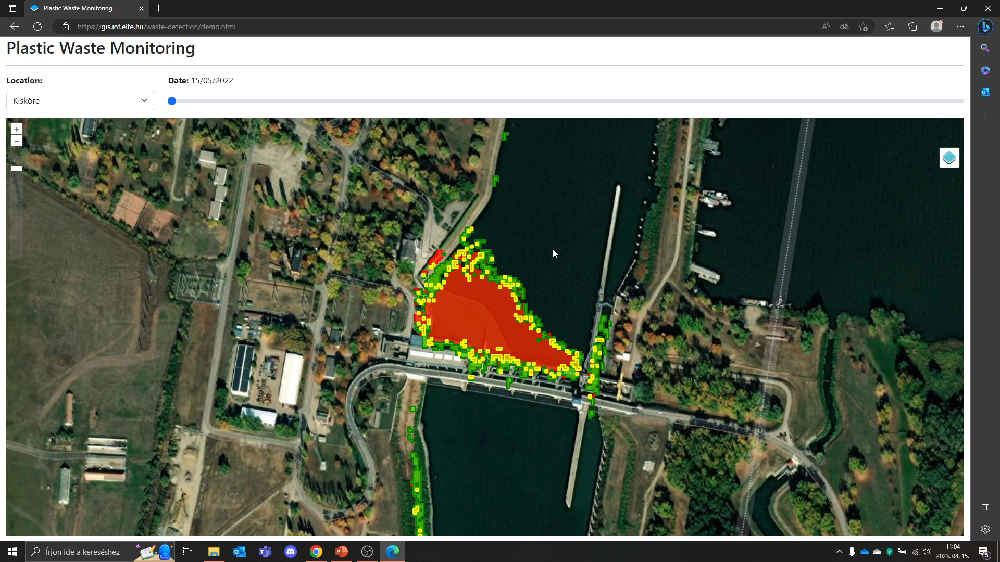 Plastic Waste Monitoring
https://gis.inf.elte.hu/waste-detection/demo.html
Plastic Waste Monitoring
Location:
Date: 15/05/2022
Kisköre
+
−
Írjon ide a kereséshez
11:04
2023. 04. 15.
5